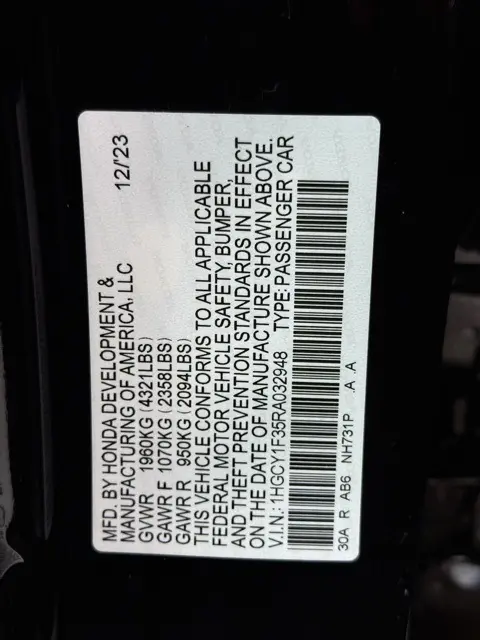 MFD. BY HONDA DEVELOPMENT &
MANUFACTURING OF AMERICA, LLC 12/'23
GVWR 1960KG (4321LBS)
GAWR F 1070KG (2358LBS)
GAWR R 950KG (2094LBS)
THIS VEHICLE CONFORMS TO ALL APPLICABLE
FEDERAL MOTOR VEHICLE SAFETY, BUMPER,
AND THEFT PREVENTION STANDARDS IN EFFECT
ON THE DATE OF MANUFACTURE SHOWN ABOVE.
V.I.N.: 1HGCY1F35RA032948 TYPE: PASSENGER CAR
30A R AB6 NH731P .A .A